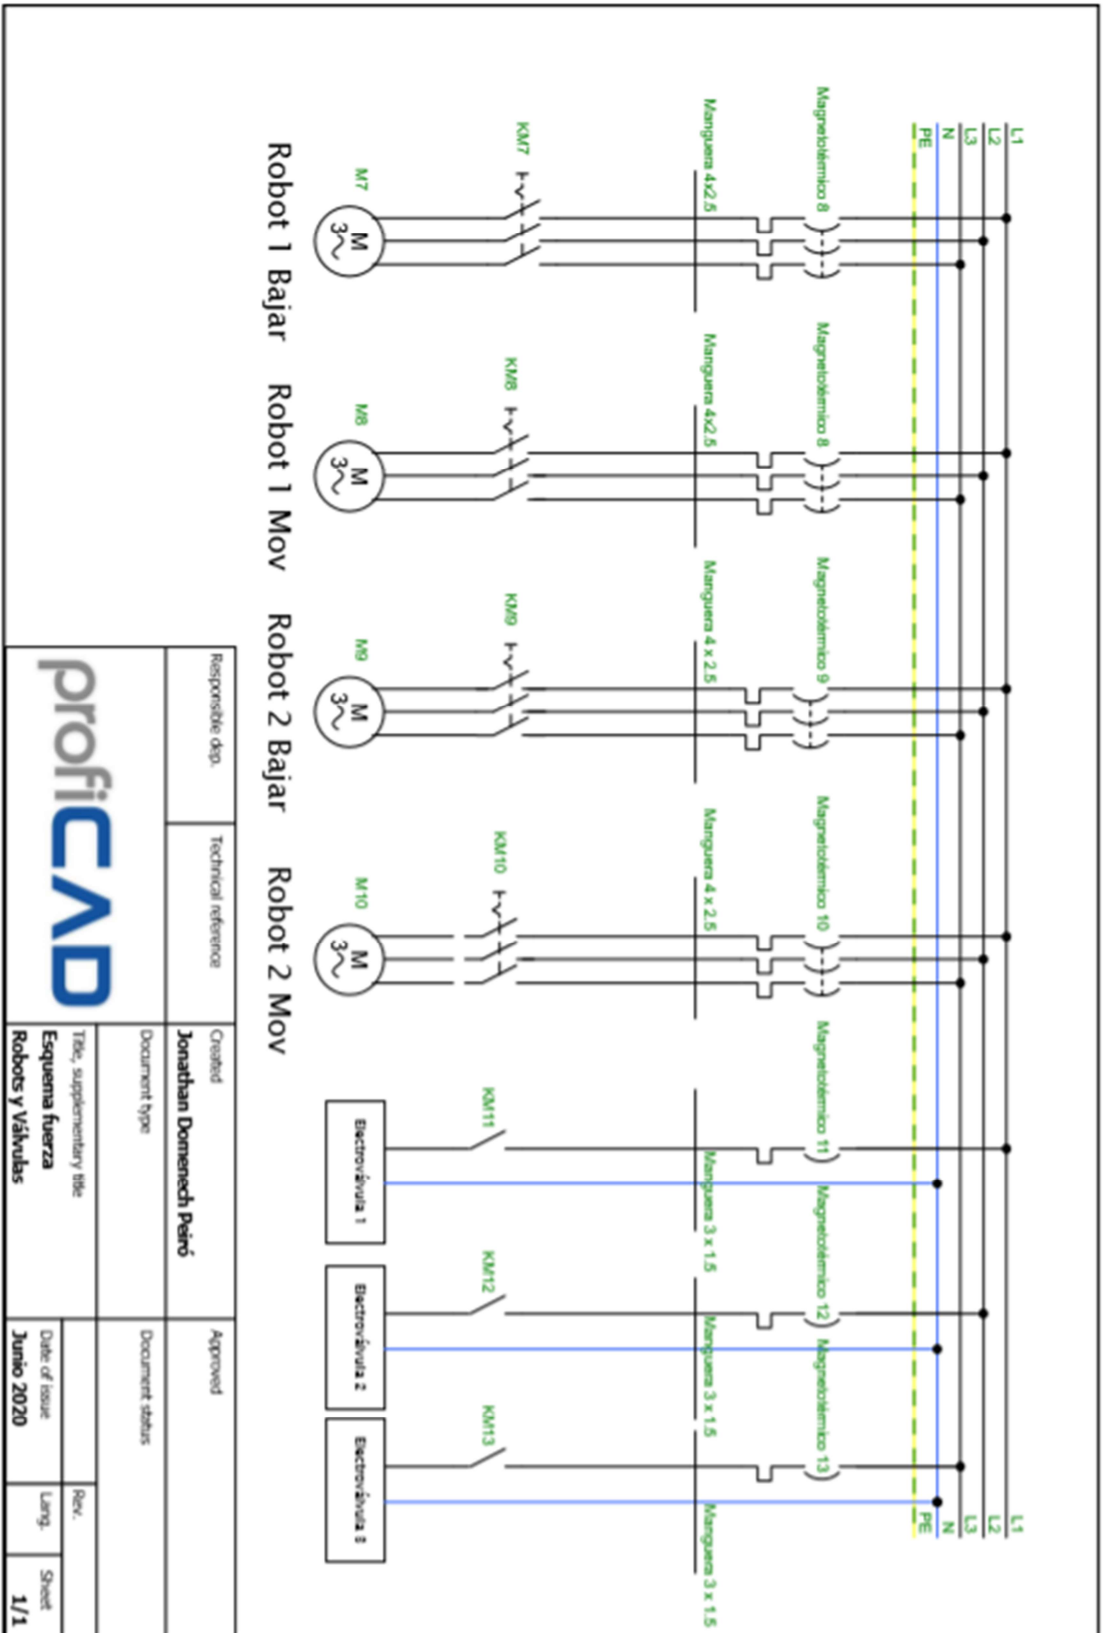 L1
L2
L3
N
PE
L1
L2
L3
N
PE
Magnetotérmico 8
Magnetotérmico 8
Magnetotérmico 9
Magnetotérmico 10
Magnetotérmico 11
Magnetotérmico 12
Magnetotérmico 13
Manguera 4x2.5
Manguera 4x2.5
Manguera 4 x 2.5
Manguera 4 x 2.5
Manguera 3 x 1.5
Manguera 3 x 1.5
Manguera 3 x 1.5
KM7
KM8
KM9
KM10
KM11
KM12
KM13
M7
M8
M9
M10
M
3~
M
3~
M
3~
M
3~
Electroválvula 1
Electroválvula 2
Electroválvula 3
Robot 1 Bajar
Robot 1 Mov
Robot 2 Bajar
Robot 2 Mov
Responsible dep.
Technical reference
Created
Jonathan Domenech Peiró
Approved
profiCAD
Document type
Document status
Title, supplementary title
Esquema fuerza
Robots y Válvulas
Rev.
Date of issue
Junio 2020
Lang.
Sheet
1/1